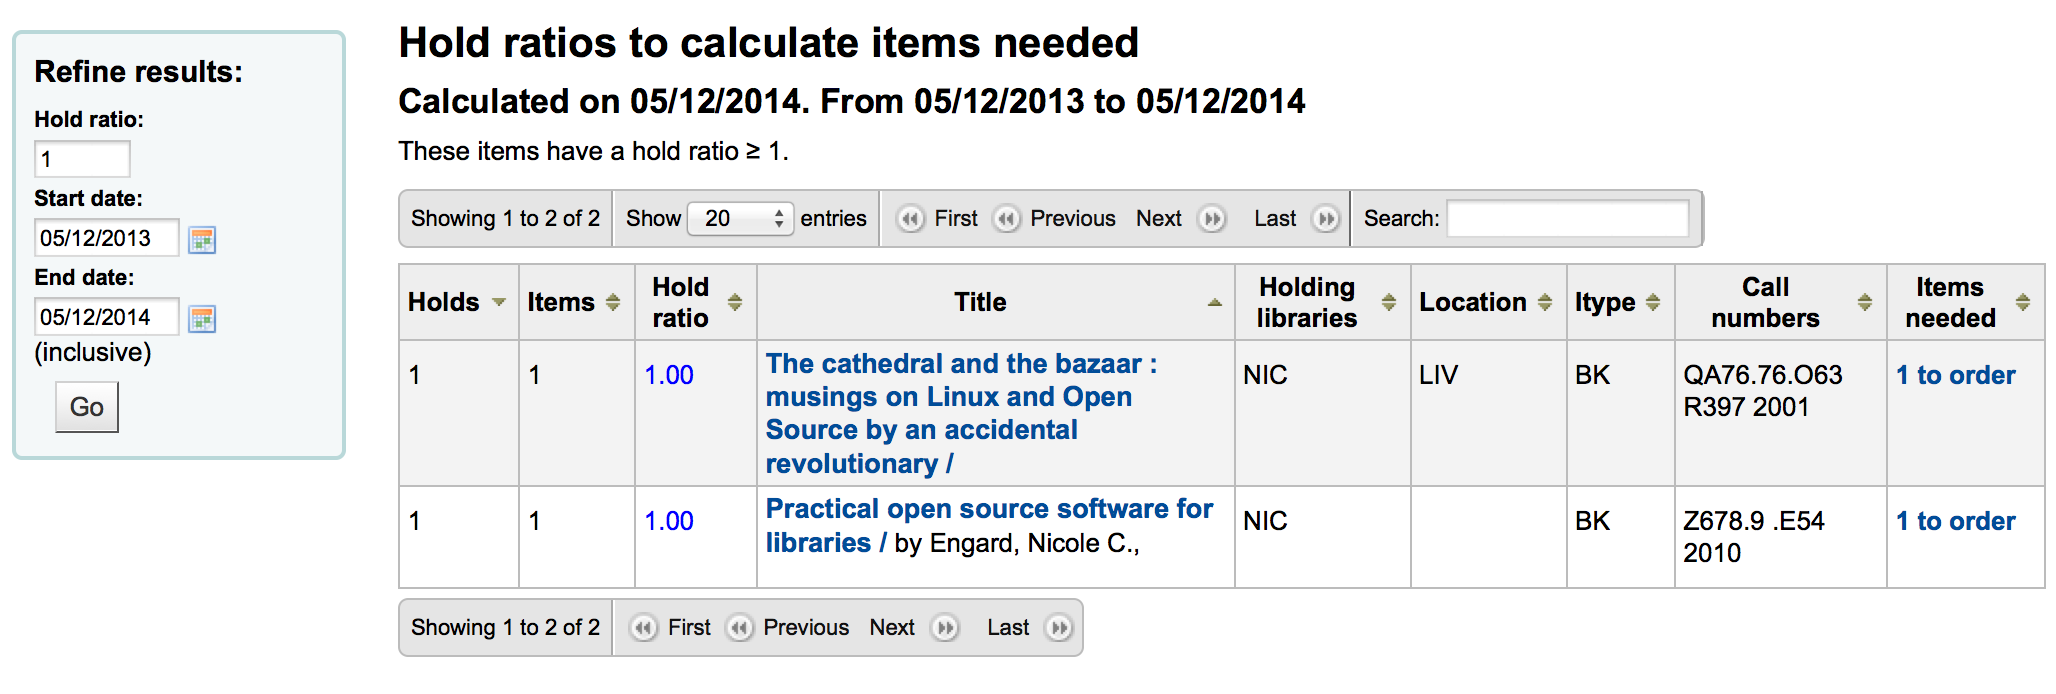 Refine results:
Hold ratio:
1
Start date:
05/12/2013
End date:
05/12/2014
(inclusive)
Go
Hold ratios to calculate items needed
Calculated on 05/12/2014. From 05/12/2013 to 05/12/2014
These items have a hold ratio ≥ 1.
Showing 1 to 2 of 2 Show 20 entries First Previous Next Last Search:
Holds Items Hold ratio Title Holding libraries Location Itype Call numbers Items needed
1 1 1.00 The cathedral and the bazaar : NIC LIV BK QA76.76.O63 1 to order
musings on Linux and Open R397 2001
Source by an accidental
revolutionary /
1 1 1.00 Practical open source software for NIC BK Z678.9 .E54 1 to order
libraries / by Engard, Nicole C., 2010
Showing 1 to 2 of 2 First Previous Next Last